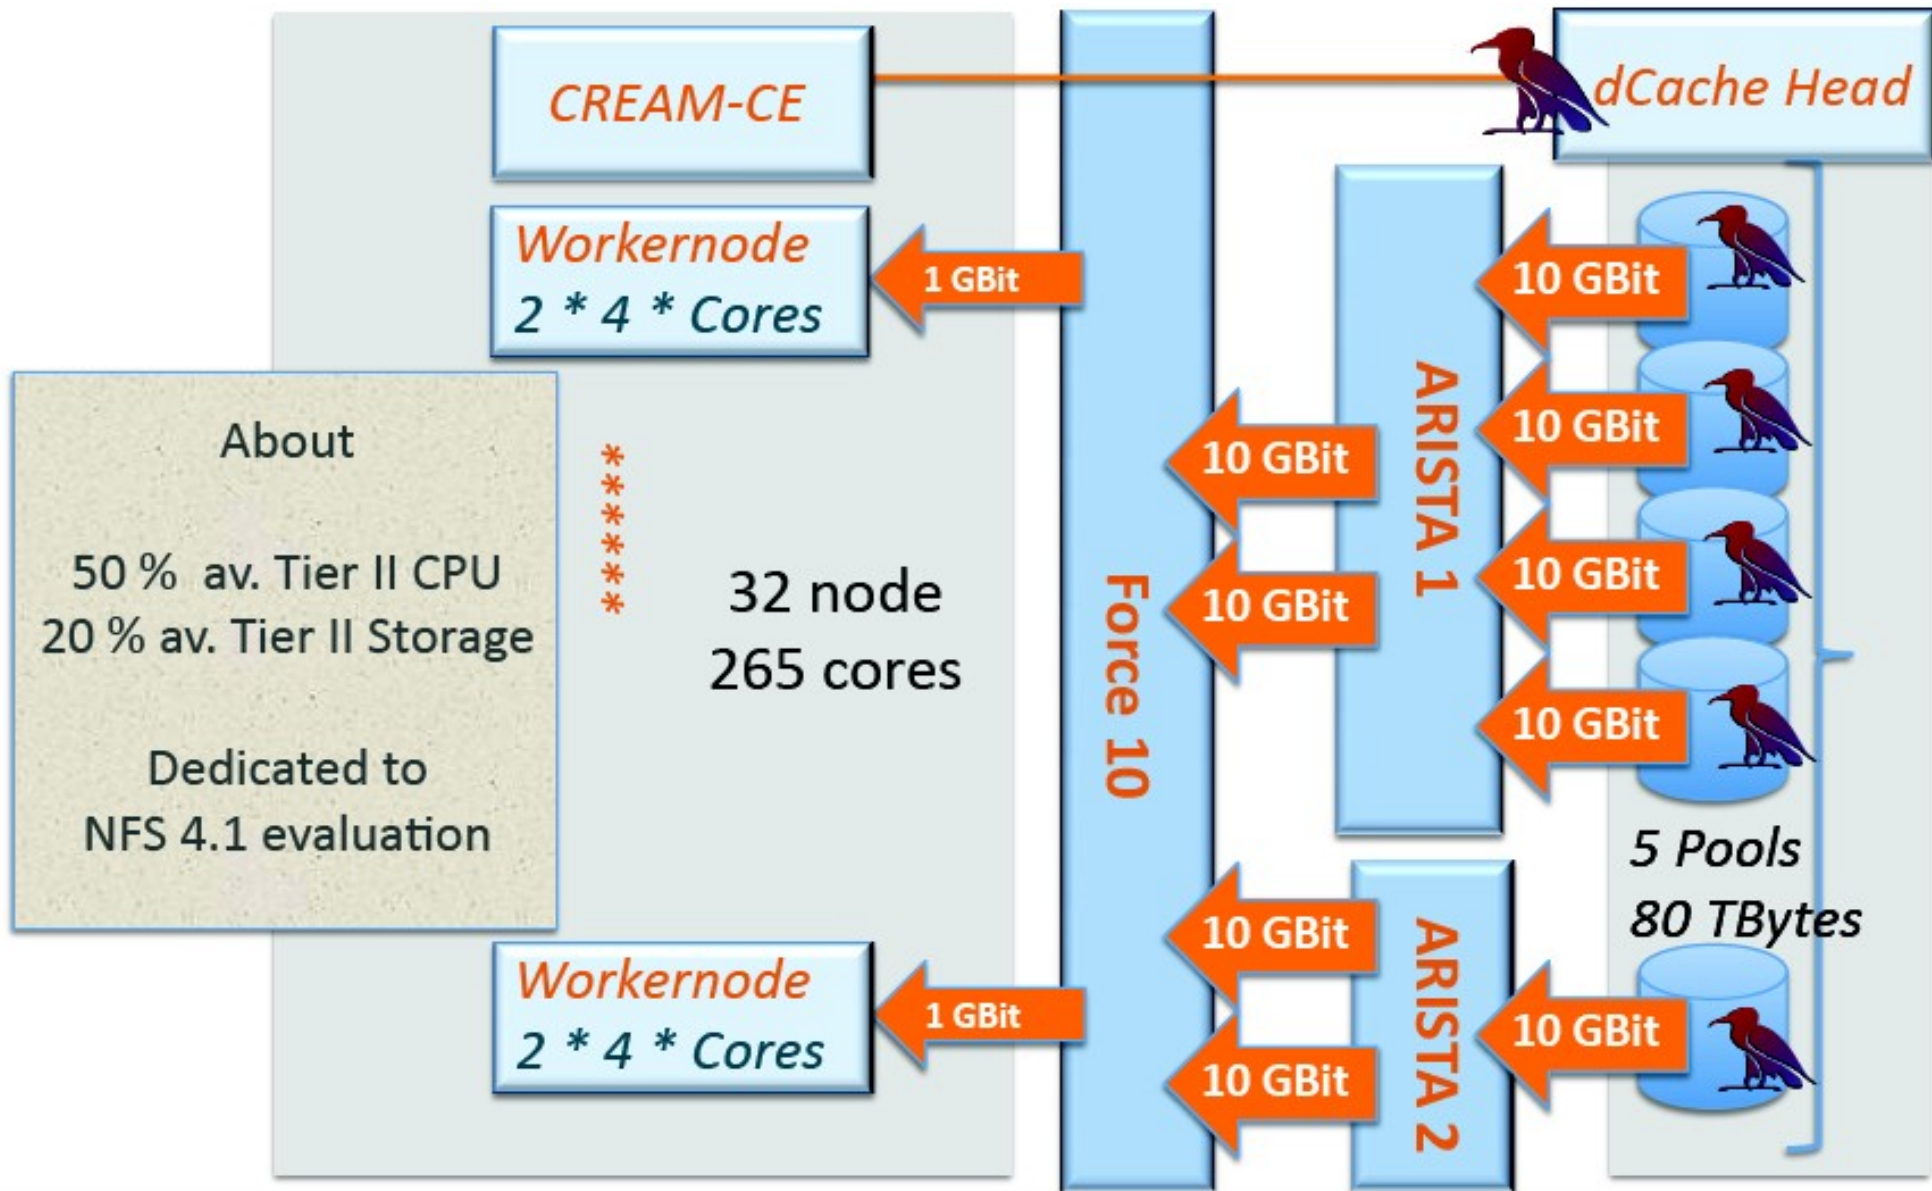 CREAM-CE
dCache Head
Workernode
2 * 4 * Cores
1 GBit
10 GBit
10 GBit
10 GBit
10 GBit
10 GBit
10 GBit
ARISTA 1
Force 10
About
50 % av. Tier II CPU
20 % av. Tier II Storage
Dedicated to
NFS 4.1 evaluation
******
32 node
265 cores
5 Pools
80 TBytes
Workernode
2 * 4 * Cores
1 GBit
10 GBit
10 GBit
ARISTA 2
10 GBit